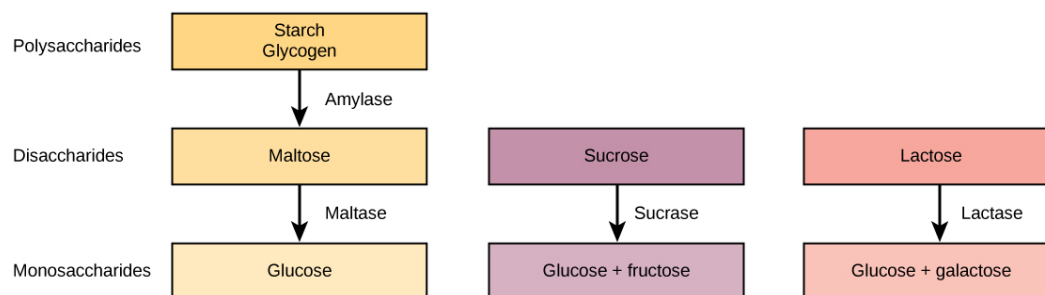 Polysaccharides
Starch
Glycogen
Amylase
Disaccharides
Maltose
Sucrose
Lactose
Maltase
Sucrase
Lactase
Monosaccharides
Glucose
Glucose + fructose
Glucose + galactose